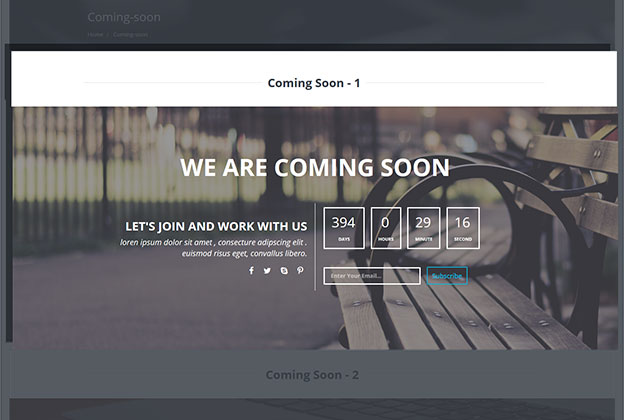 Coming-soon
Home / Coming-soon
Coming Soon - 1
WE ARE COMING SOON
LET'S JOIN AND WORK WITH US
loren ipsum dolor sit amet , consecture adipscing elit .
euismod risus eget, convallus libero.
394 0 29 16
DAYS HOURS MINUTE SECOND
Enter Your Email... Subscribe
Coming Soon - 2